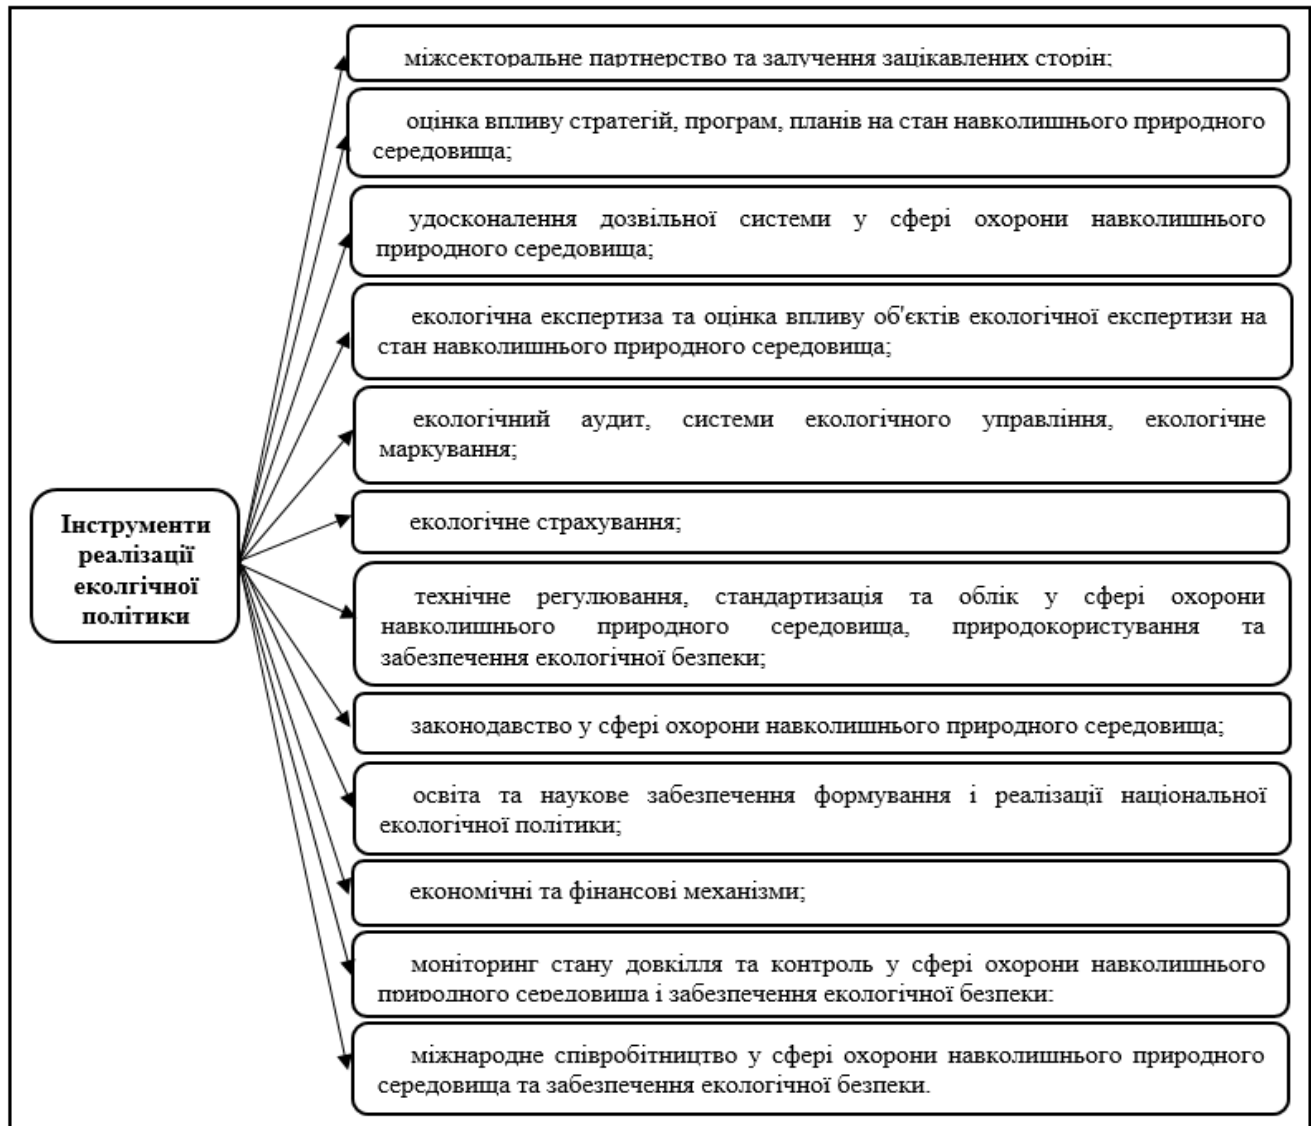 міжсекторальне партнерство та залучення зацікавлених сторін;
оцінка впливу стратегій, програм, планів на стан навколишнього природного
середовища;
удосконалення дозвільної системи у сфері охорони навколишнього
природного середовища;
екологічна експертиза та оцінка впливу об'єктів екологічної експертизи на
стан навколишнього природного середовища;
екологічний аудит, системи екологічного управління, екологічне
маркування;
Інструменти
реалізації
еколгічної
політики
екологічне страхування;
технічне регулювання, стандартизація та облік у сфері охорони
навколишнього природного середовища, природокористування та
забезпечення екологічної безпеки;
законодавство у сфері охорони навколишнього природного середовища;
освіта та наукове забезпечення формування і реалізації національної
екологічної політики;
економічні та фінансові механізми;
моніторинг стану довкілля та контроль у сфері охорони навколишнього
природного середовища і забезпечення екологічної безпеки;
міжнародне співробітництво у сфері охорони навколишнього природного
середовища та забезпечення екологічної безпеки.